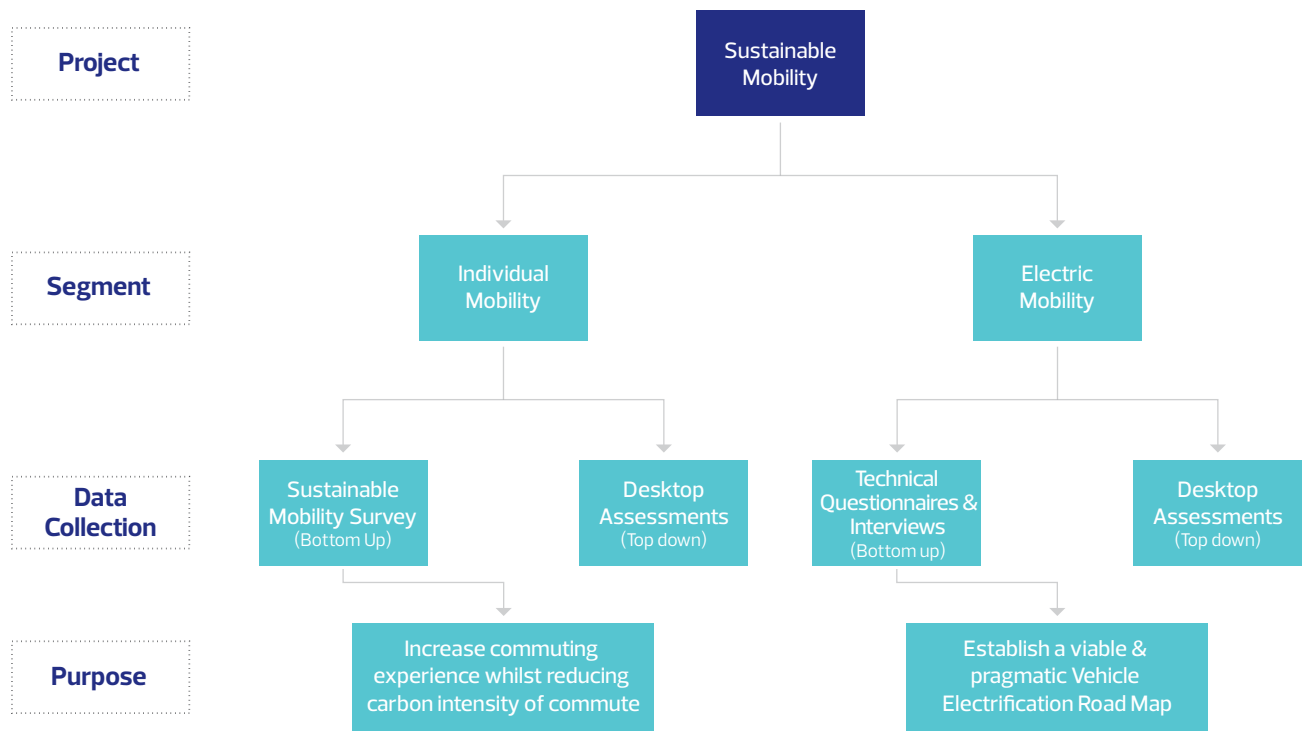 Project
Sustainable
Mobility
Segment
Individual
Mobility
Electric
Mobility
Data
Collection
Sustainable
Mobility Survey
(Bottom Up)
Desktop
Assessments
(Top down)
Technical
Questionnaires &
Interviews
(Bottom up)
Desktop
Assessments
(Top down)
Purpose
Increase commuting
experience whilst reducing
carbon intensity of commute
Establish a viable &
pragmatic Vehicle
Electrification Road Map